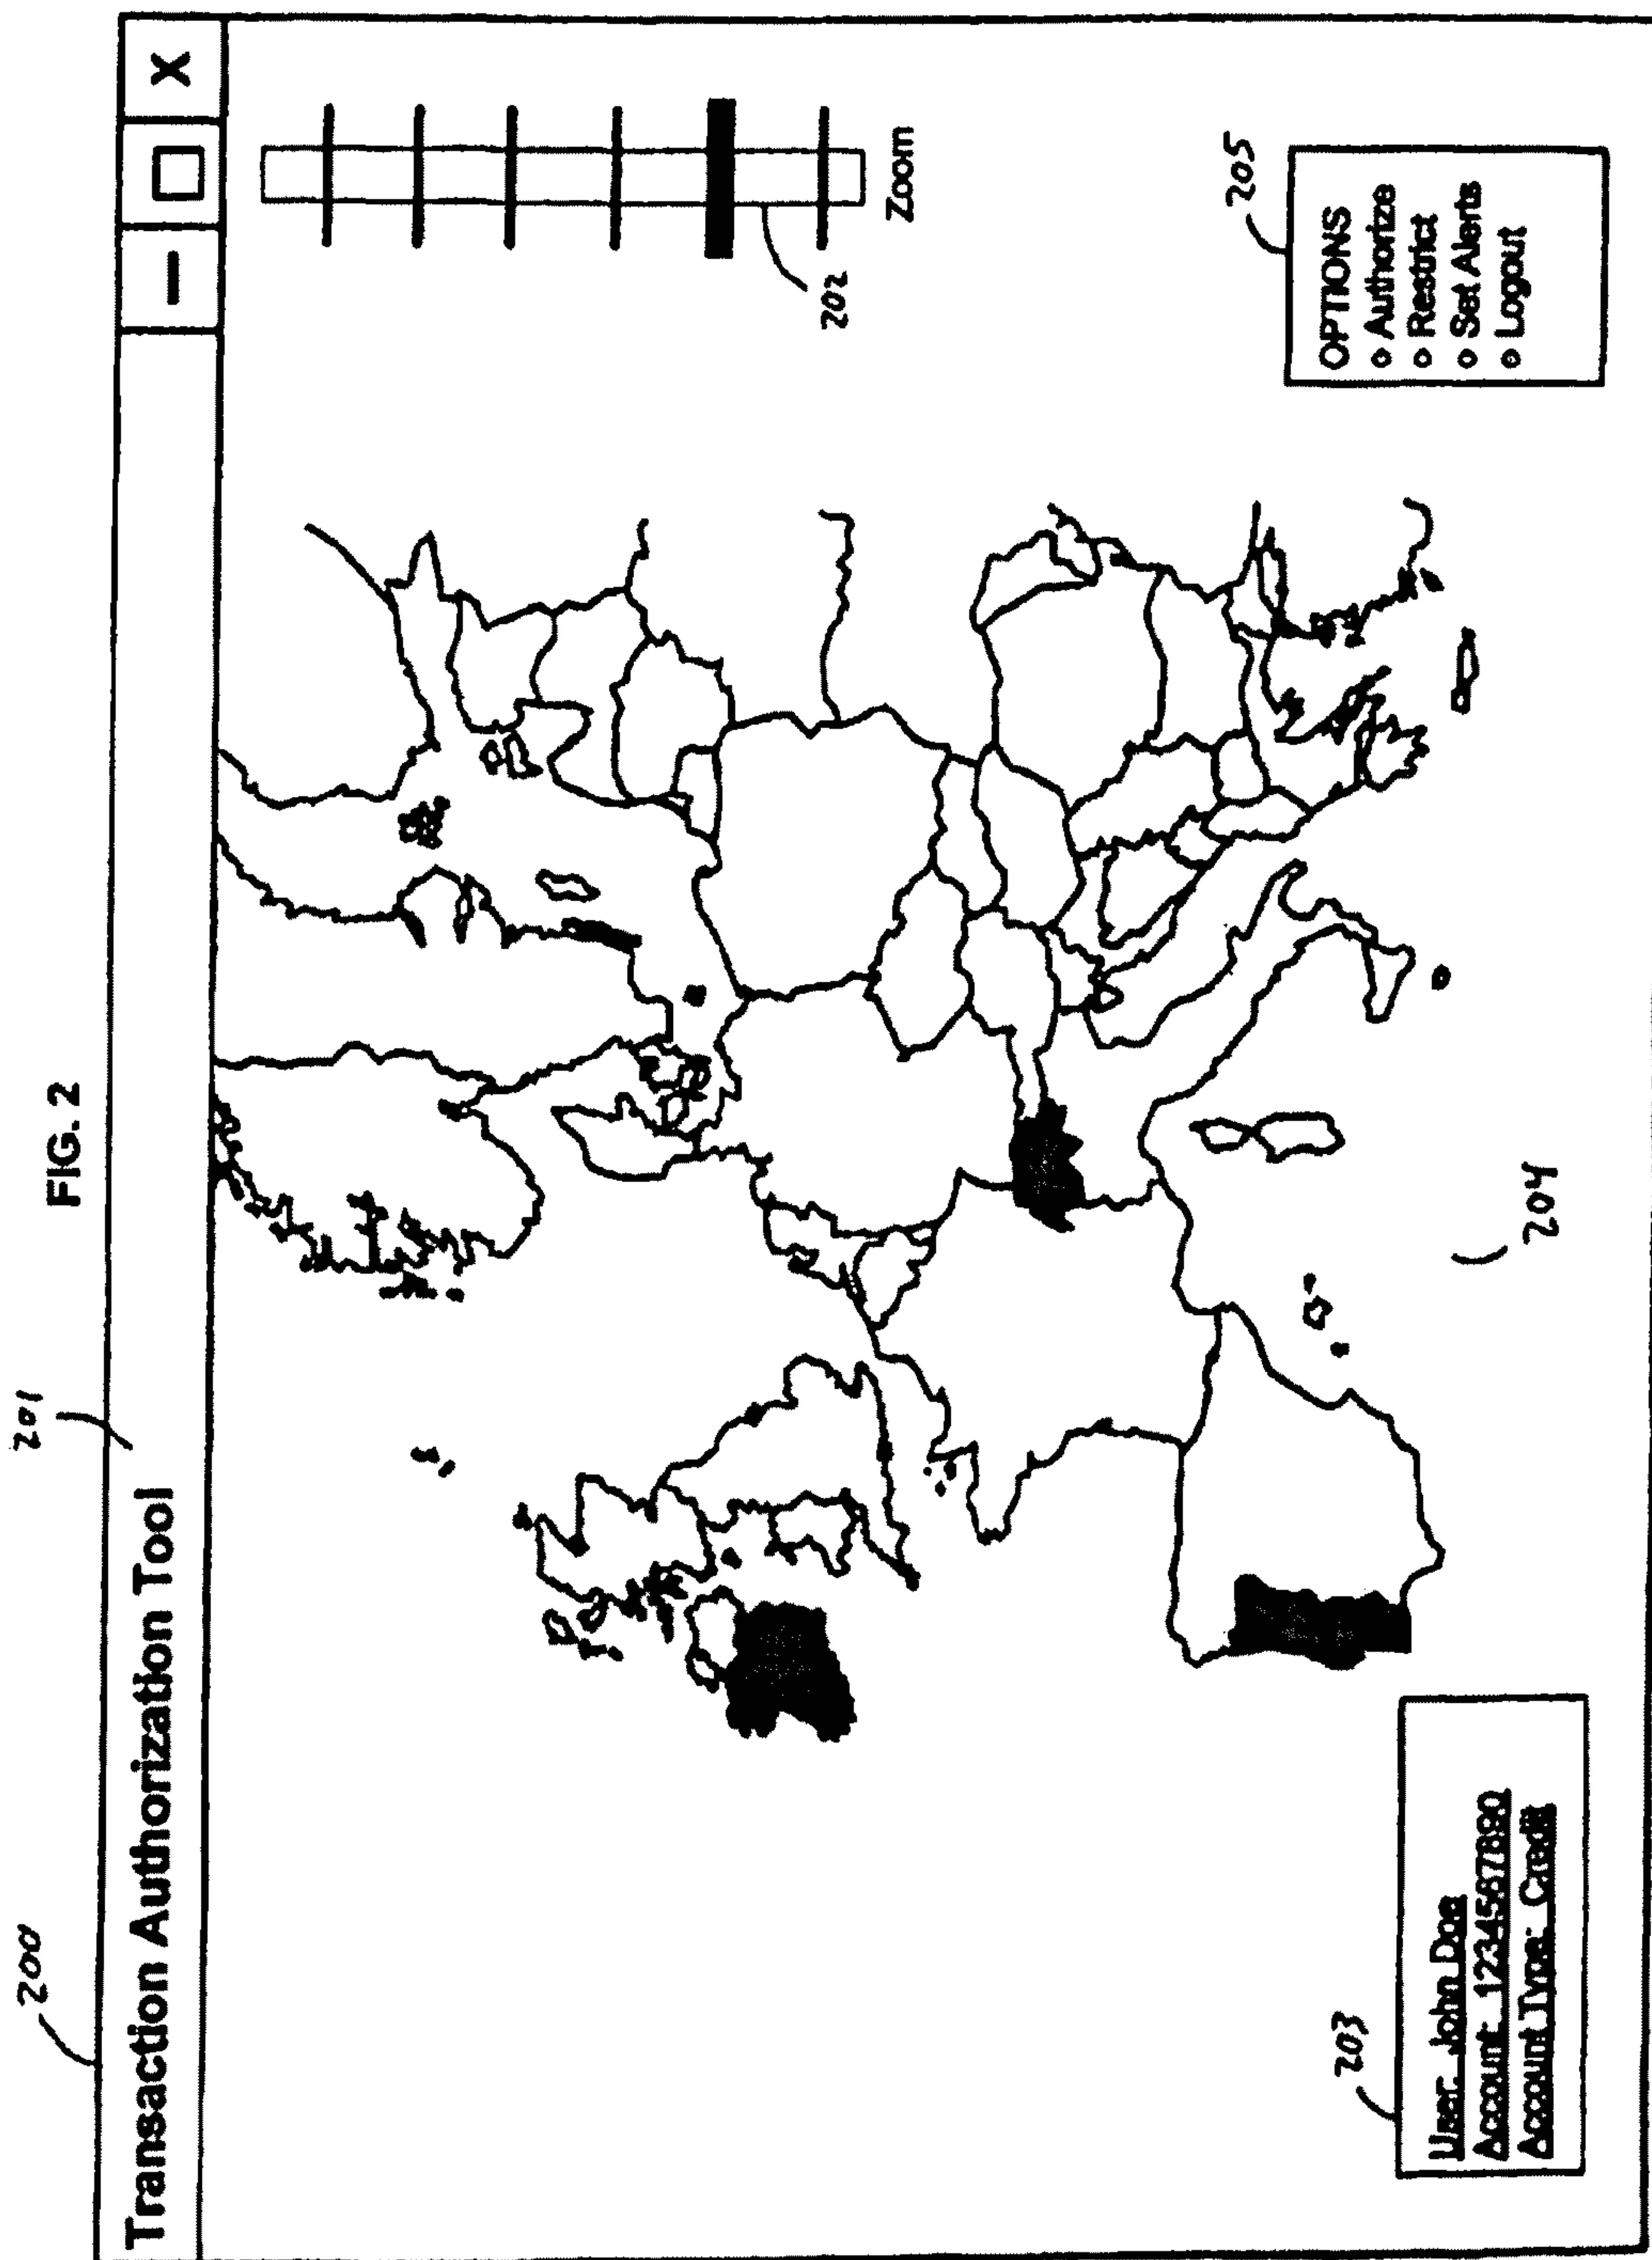 FIG. 2
200
201
Transaction Authorization Tool
X
202
Zoom
203
User: John Doe
Account: 1234567890
Account Type: Credit
204
205
OPTIONS
Authorize
Restrict
Set Alerts
Logout